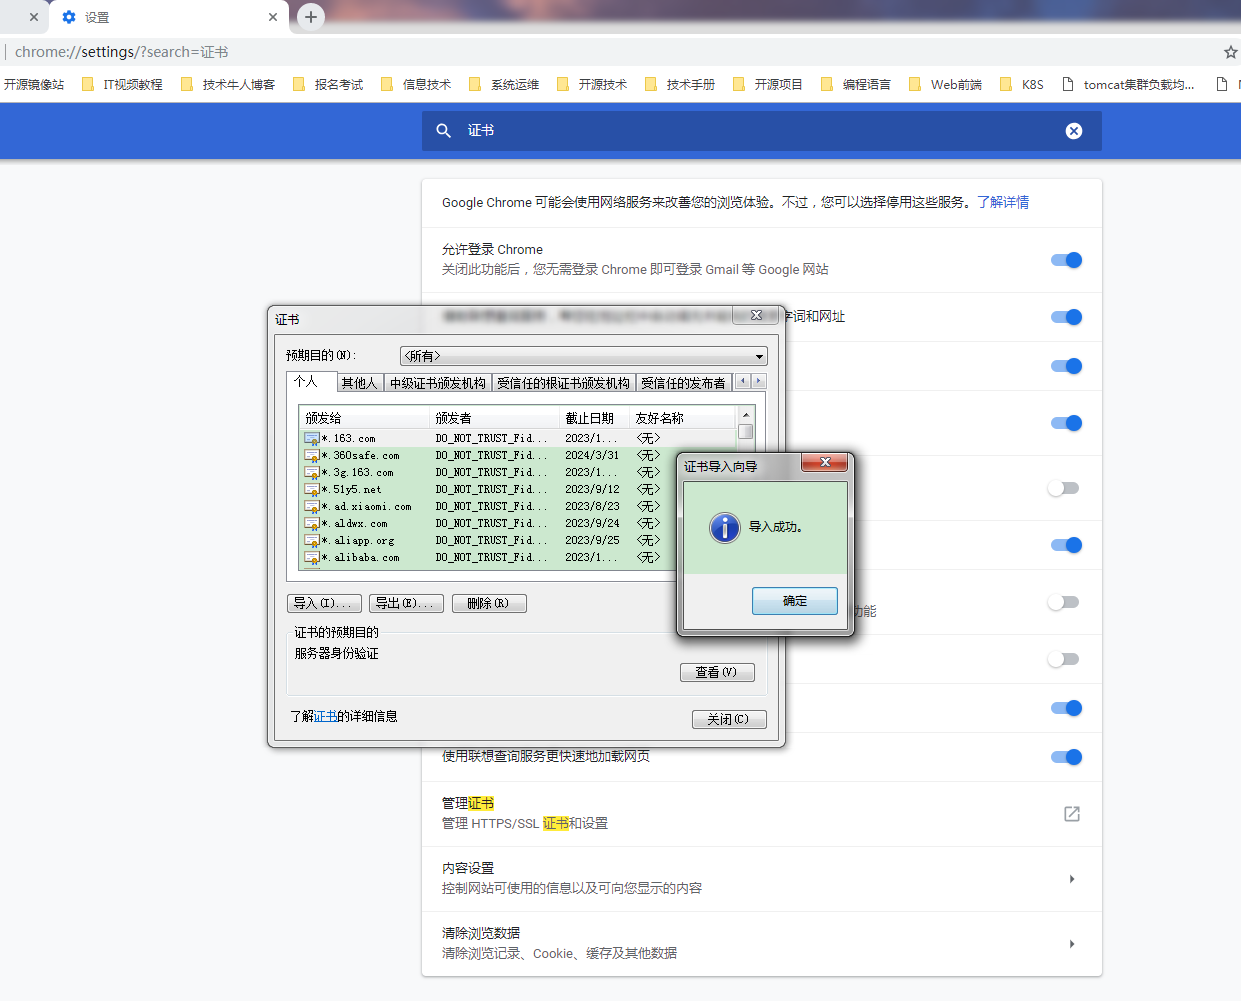 设置
chrome://settings/?search=证书
开源镜像站
IT视频教程
技术牛人博客
报名考试
信息技术
系统运维
开源技术
技术手册
开源项目
编程语言
Web前端
K8S
tomcat集群负载均...
证书
Google Chrome 可能会使用网络服务来改善您的浏览体验。不过，您可以选择停用这些服务。了解详情
允许登录 Chrome
关闭此功能后，您无需登录 Chrome 即可登录 Gmail 等 Google 网站
字词和网址
证书
预期目的(N):
<所有>
个人
其他人
中级证书颁发机构
受信任的根证书颁发机构
受信任的发布者
颁发给 颁发者 截止日期 友好名称
*.163.com DO_NOT_TRUST_Fid... 2023/1... <无>
*.360safe.com DO_NOT_TRUST_Fid... 2024/3/31 <无>
*.3g.163.com DO_NOT_TRUST_Fid... 2023/1... <无>
*.51y5.net DO_NOT_TRUST_Fid... 2023/9/12 <无>
*.ad.xiaomi.com DO_NOT_TRUST_Fid... 2023/8/23 <无>
*.aldwx.com DO_NOT_TRUST_Fid... 2023/9/24 <无>
*.aliapp.org DO_NOT_TRUST_Fid... 2023/9/25 <无>
*.alibaba.com DO_NOT_TRUST_Fid... 2023/1... <无>
导入(I)...
导出(E)...
删除(R)
证书的预期目的
服务器身份验证
查看(V)
了解证书的详细信息
关闭(C)
证书导入向导
导入成功。
确定
功能
使用联想查询服务更快速地加载网页
管理证书
管理 HTTPS/SSL 证书和设置
内容设置
控制网站可使用的信息以及可向您显示的内容
清除浏览数据
清除浏览记录、Cookie、缓存及其他数据